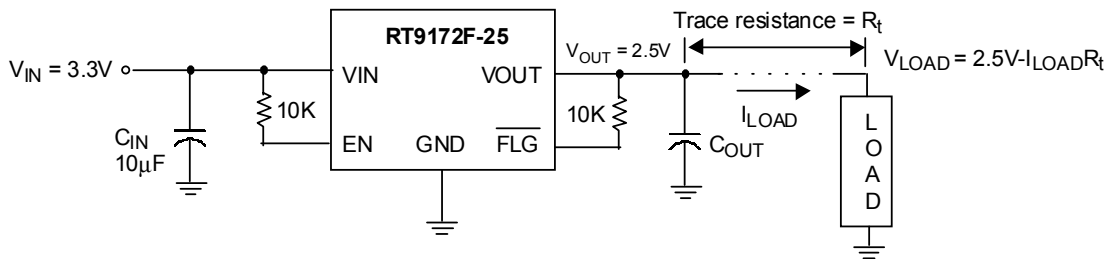 Trace resistance = Rt
RT9172F-25
VOUT = 2.5V
VIN = 3.3V
VIN
VOUT
VLOAD = 2.5V-ILOADRt
10K
10K
ILOAD
CIN
10μF
EN
GND
FLG
COUT
L
O
A
D